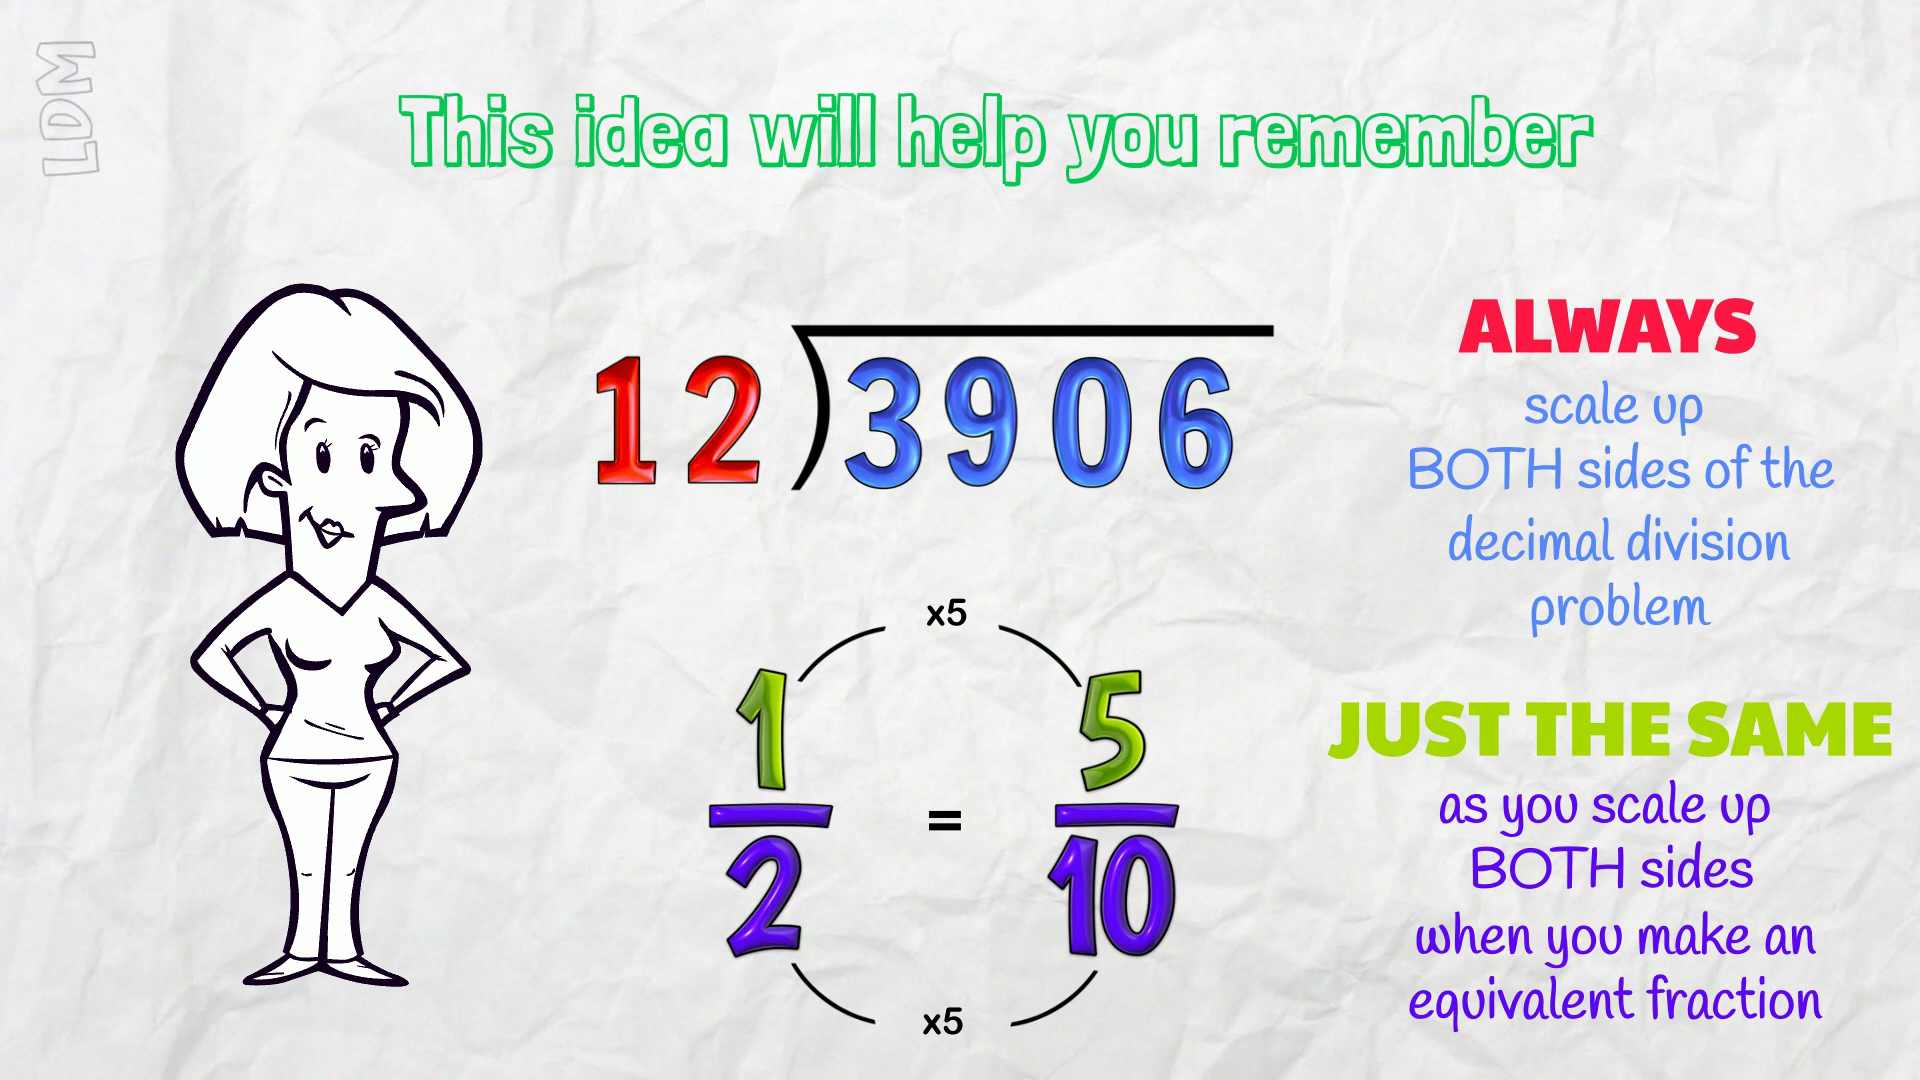 LDM
This idea will help you remember
12)3906
ALWAYS
scale up
BOTH sides of the
decimal division
problem
x5
1/2 = 5/10
x5
JUST THE SAME
as you scale up
BOTH sides
when you make an
equivalent fraction